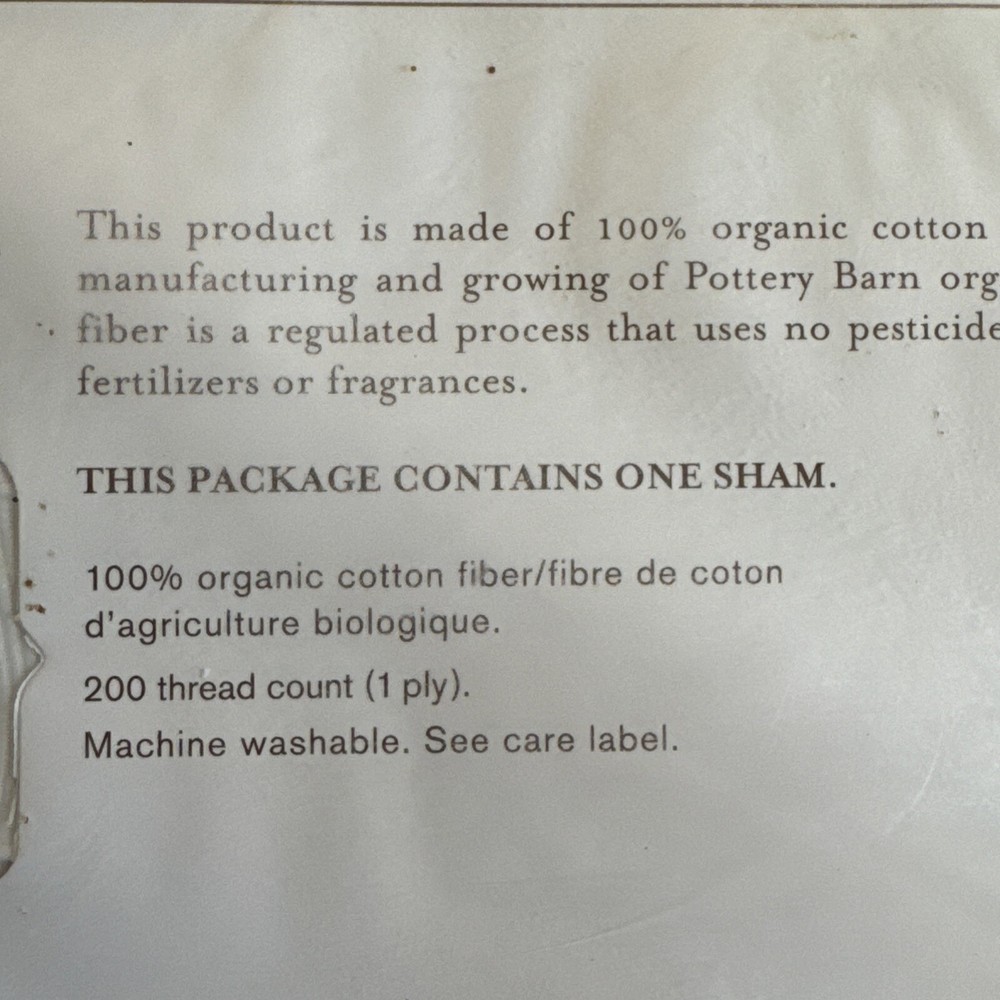 This product is made of 100% organic cotton
manufacturing and growing of Pottery Barn org
fiber is a regulated process that uses no pesticide
fertilizers or fragrances.
THIS PACKAGE CONTAINS ONE SHAM.
100% organic cotton fiber/fibre de coton
d'agriculture biologique.
200 thread count (1 ply).
Machine washable. See care label.